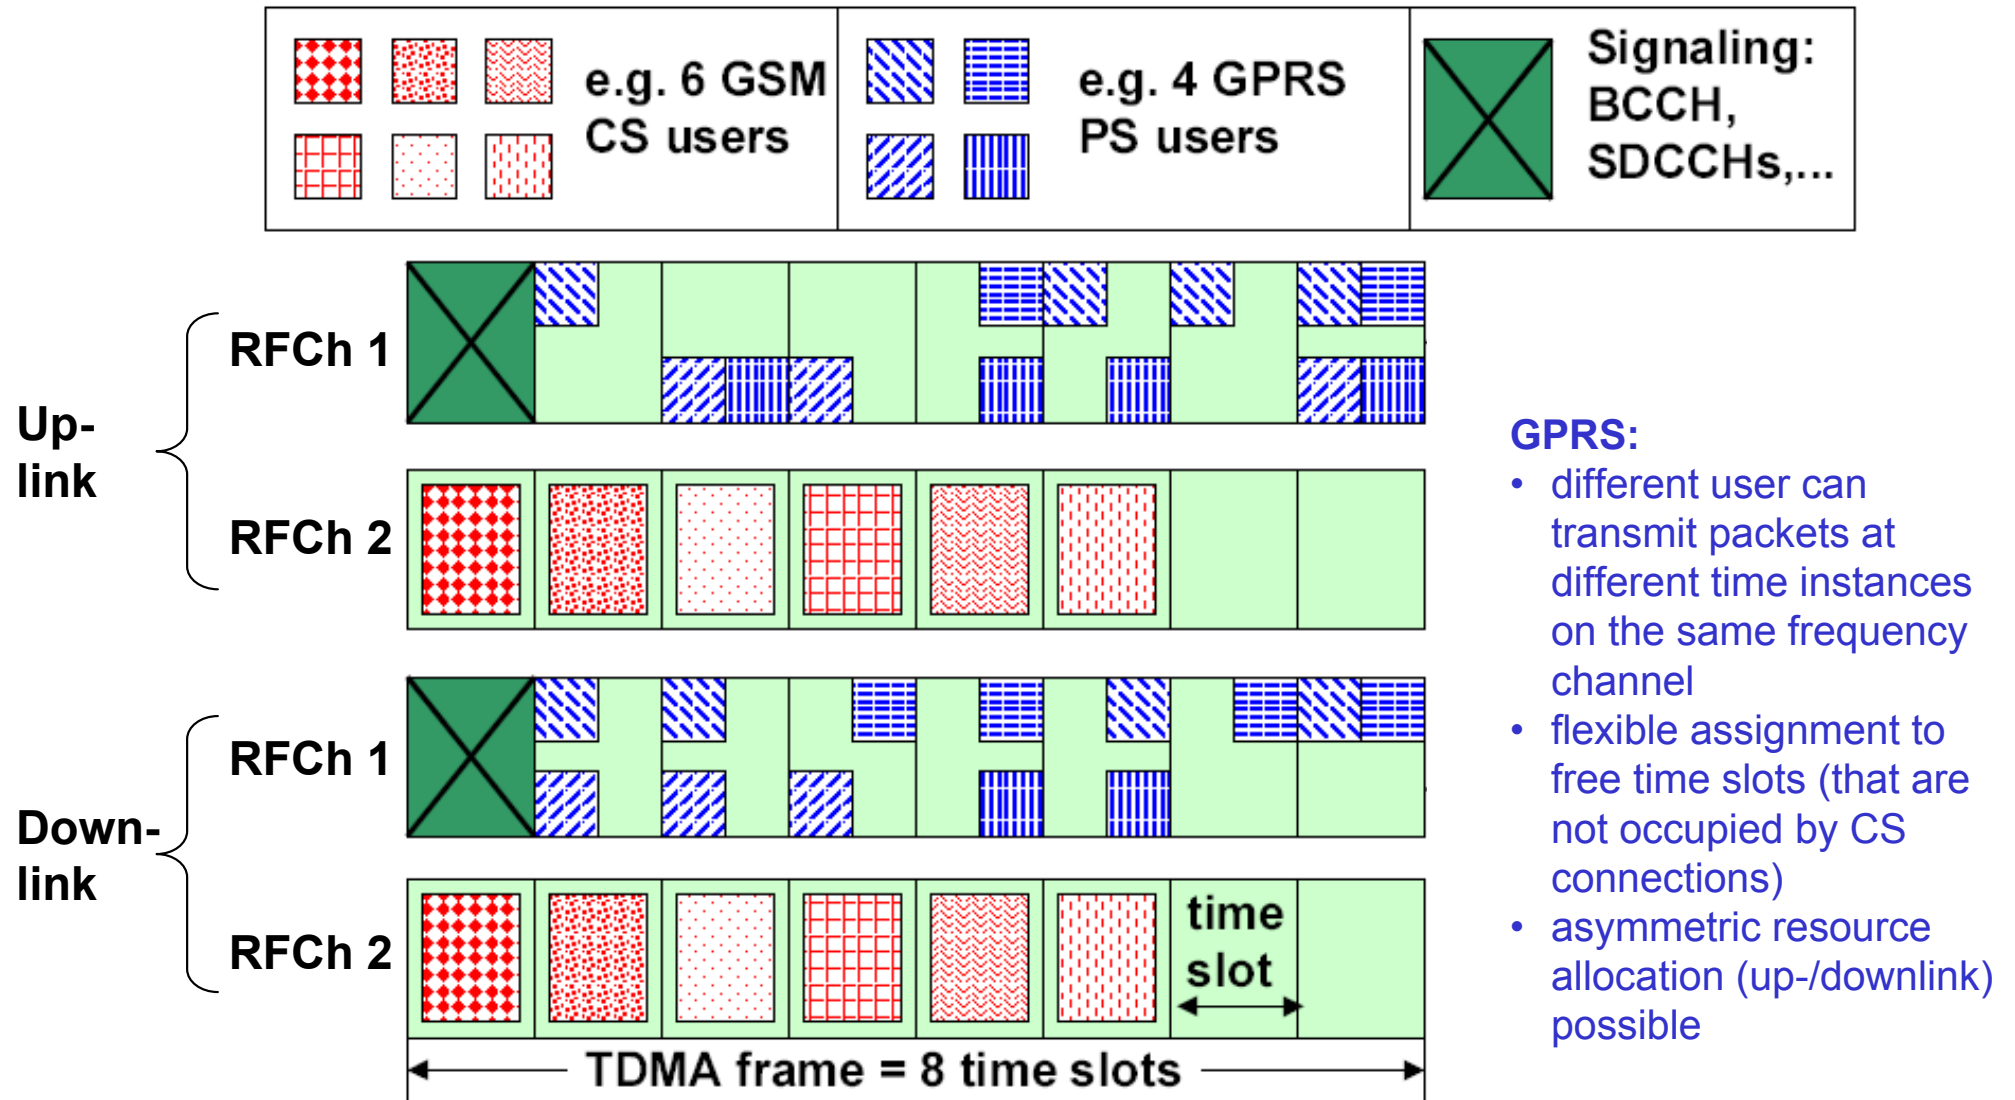 e.g. 6 GSM
CS users
e.g. 4 GPRS
PS users
Signaling:
BCCH,
SDCCHs,...
Up-
link
RFCh 1
RFCh 2
Down-
link
RFCh 1
RFCh 2
time
slot
TDMA frame = 8 time slots
GPRS:
• different user can
transmit packets at
different time instances
on the same frequency
channel
• flexible assignment to
free time slots (that are
not occupied by CS
connections)
• asymmetric resource
allocation (up-/downlink)
possible